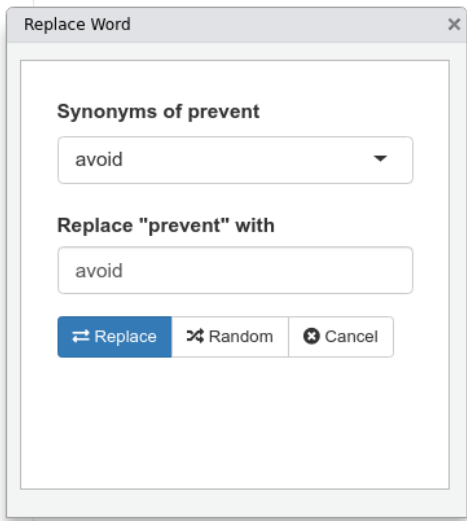 Replace Word
Synonyms of prevent
avoid
Replace "prevent" with
avoid
Replace Random Cancel